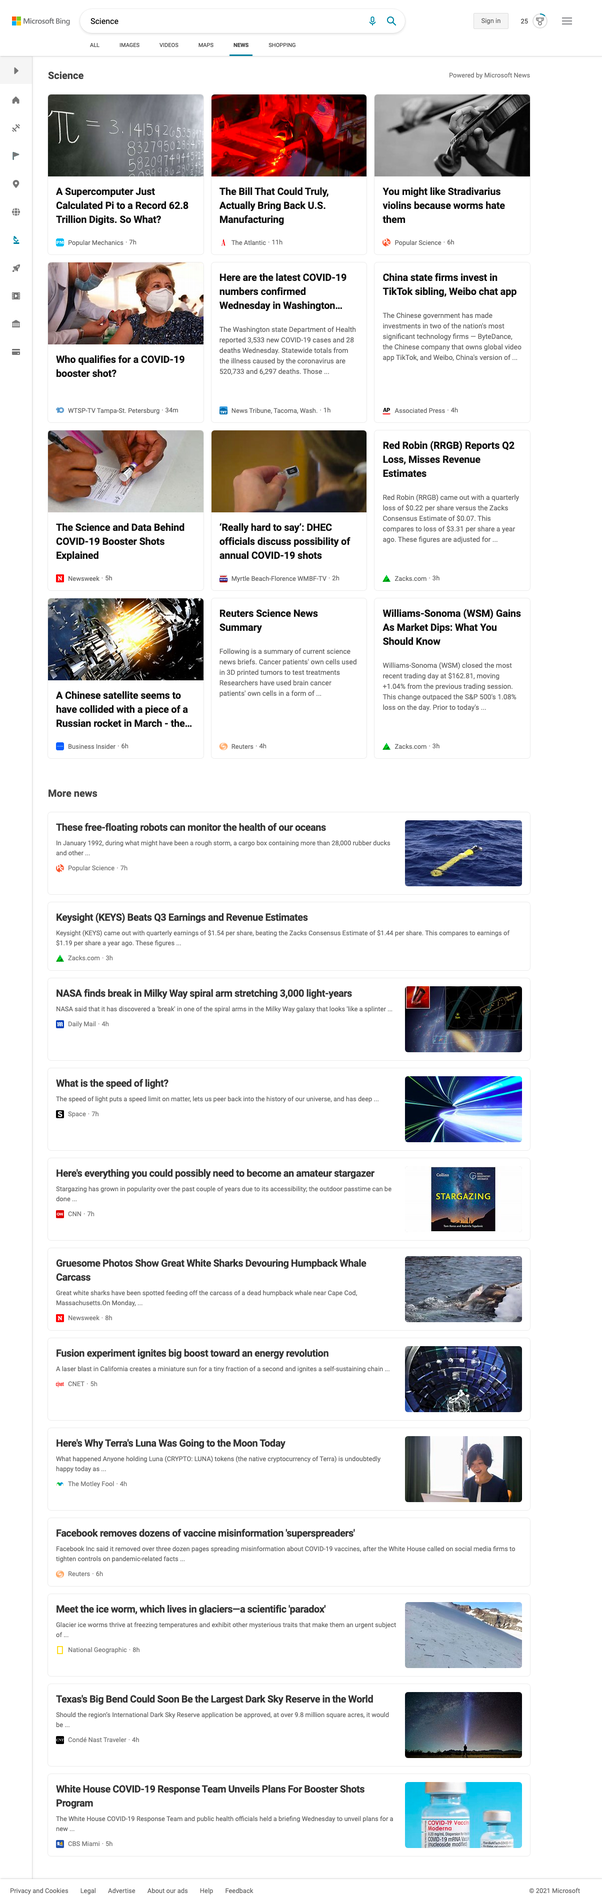 Microsoft Bing
Science
Sign in
25
ALL
IMAGES
VIDEOS
MAPS
NEWS
SHOPPING
Science
Powered by Microsoft News
π = 3.
A Supercomputer Just
Calculated Pi to a Record 62.8
Trillion Digits. So What?
Popular Mechanics · 7h
The Bill That Could Truly,
Actually Bring Back U.S.
Manufacturing
The Atlantic · 11h
You might like Stradivarius
violins because worms hate
them
Popular Science · 6h
Who qualifies for a COVID-19
booster shot?
WTSP-TV Tampa-St. Petersburg · 34m
Here are the latest COVID-19
numbers confirmed
Wednesday in Washington...
The Washington state Department of Health
reported 3,533 new COVID-19 cases and 28
deaths Wednesday. Statewide totals from
the illness caused by the coronavirus are
520,733 and 6,297 deaths. Those ...
News Tribune, Tacoma, Wash. · 1h
China state firms invest in
TikTok sibling, Weibo chat app
The Chinese government has made
investments in two of the nation's most
significant technology firms — ByteDance,
the Chinese company that owns global video
app TikTok, and Weibo, China's version of ...
AP
Associated Press · 4h
The Science and Data Behind
COVID-19 Booster Shots
Explained
Newsweek · 5h
'Really hard to say': DHEC
officials discuss possibility of
annual COVID-19 shots
Myrtle Beach-Florence WMBF-TV · 2h
Red Robin (RRGB) Reports Q2
Loss, Misses Revenue
Estimates
Red Robin (RRGB) came out with a quarterly
loss of $0.22 per share versus the Zacks
Consensus Estimate of $0.07. This
compares to loss of $3.31 per share a year
ago. These figures are adjusted for ...
Zacks.com · 3h
A Chinese satellite seems to
have collided with a piece of a
Russian rocket in March - the...
Business Insider · 6h
Reuters Science News
Summary
Following is a summary of current science
news briefs. Cancer patients' own cells used
in 3D printed tumors to test treatments
Researchers have used brain cancer
patients' own cells in a form of ...
Reuters · 4h
Williams-Sonoma (WSM) Gains
As Market Dips: What You
Should Know
Williams-Sonoma (WSM) closed the most
recent trading day at $162.81, moving
+1.04% from the previous trading session.
This change outpaced the S&P 500's 1.08%
loss on the day. Prior to today's ...
Zacks.com · 3h
More news
These free-floating robots can monitor the health of our oceans
In January 1992, during what might have been a rough storm, a cargo box containing more than 28,000 rubber ducks
and other ...
Popular Science · 7h
Keysight (KEYS) Beats Q3 Earnings and Revenue Estimates
Keysight (KEYS) came out with quarterly earnings of $1.54 per share, beating the Zacks Consensus Estimate of $1.44 per share. This compares to earnings of
$1.19 per share a year ago. These figures ...
Zacks.com · 3h
NASA finds break in Milky Way spiral arm stretching 3,000 light-years
NASA said that it has discovered a 'break' in one of the spiral arms in the Milky Way galaxy that looks 'like a splinter ...
Daily Mail · 4h
What is the speed of light?
The speed of light puts a speed limit on matter, lets us peer back into the history of our universe, and has deep ...
Space · 7h
Here's everything you could possibly need to become an amateur stargazer
Stargazing has grown in popularity over the past couple of years due to its accessibility; the outdoor passtime can be
done ...
CNN · 7h
Collins
STARGAZING
Gruesome Photos Show Great White Sharks Devouring Humpback Whale
Carcass
Great white sharks have been spotted feeding off the carcass of a dead humpback whale near Cape Cod,
Massachusetts.On Monday, ...
Newsweek · 8h
Fusion experiment ignites big boost toward an energy revolution
A laser blast in California creates a miniature sun for a tiny fraction of a second and ignites a self-sustaining chain ...
CNET · 5h
Here's Why Terra's Luna Was Going to the Moon Today
What happened Anyone holding Luna (CRYPTO: LUNA) tokens (the native cryptocurrency of Terra) is undoubtedly
happy today as ...
The Motley Fool · 4h
Facebook removes dozens of vaccine misinformation 'superspreaders'
Facebook Inc said it removed over three dozen pages spreading misinformation about COVID-19 vaccines, after the White House called on social media firms to
tighten controls on pandemic-related facts ...
Reuters · 6h
Meet the ice worm, which lives in glaciers—a scientific 'paradox'
Glacier ice worms thrive at freezing temperatures and exhibit other mysterious traits that make them an urgent subject
of ...
National Geographic · 8h
Texas's Big Bend Could Soon Be the Largest Dark Sky Reserve in the World
Should the region's International Dark Sky Reserve application be approved, at over 9.8 million square acres, it would
be ...
Condé Nast Traveler · 4h
White House COVID-19 Response Team Unveils Plans For Booster Shots
Program
The White House COVID-19 Response Team and public health officials held a briefing Wednesday to unveil plans for a
new ...
CBS Miami · 5h
COVID-19 Vacc
Moderna
Privacy and Cookies
Legal
Advertise
About our ads
Help
Feedback
© 2021 Microsoft